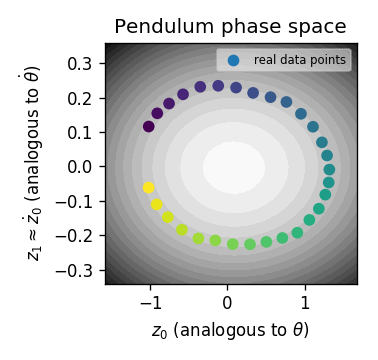 Pendulum phase space
real data points
z₁ ≈ ż₀ (analogous to θ̇)
0.3
0.2
0.1
0.0
−0.1
−0.2
−0.3
−1
0
1
z₀ (analogous to θ)